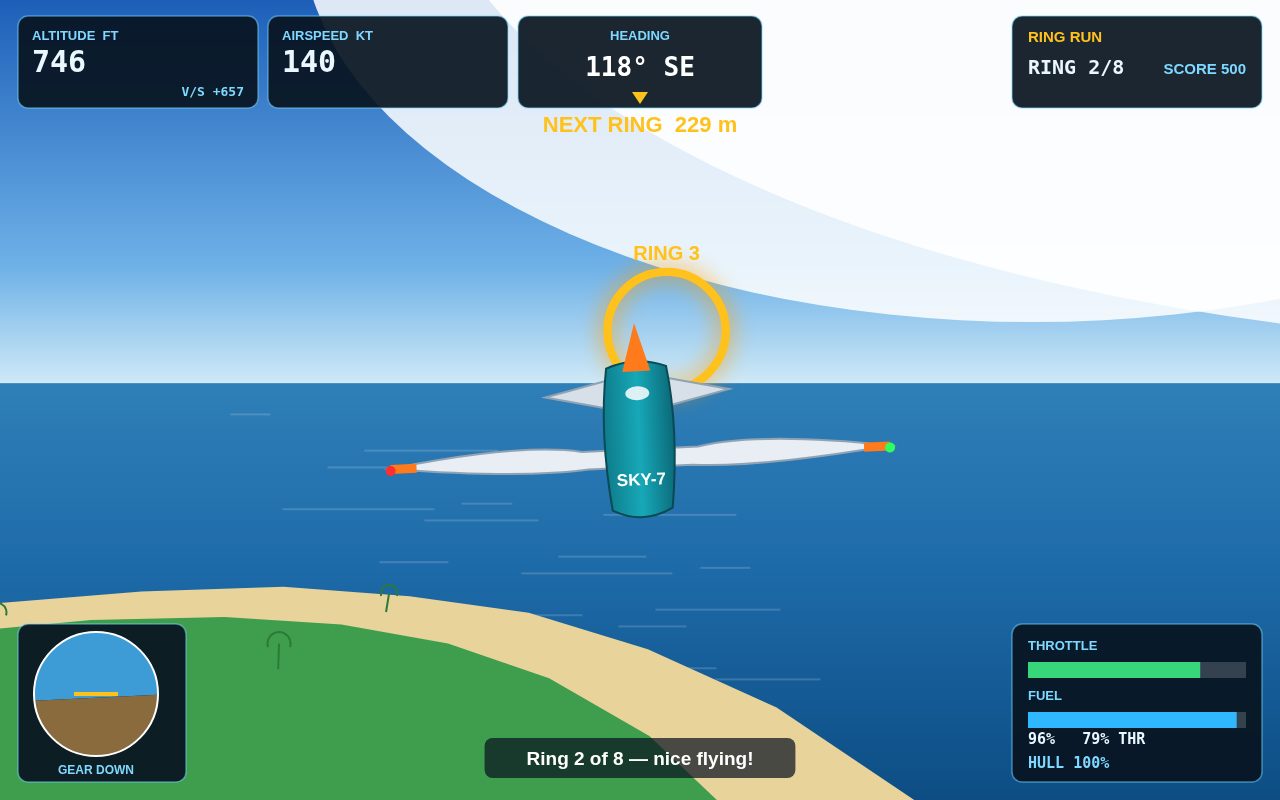 ALTITUDE FT
746
V/S +657
AIRSPEED KT
140
HEADING
118° SE
RING RUN
RING 2/8 SCORE 500
NEXT RING 229 m
RING 3
SKY-7
GEAR DOWN
Ring 2 of 8 — nice flying!
THROTTLE
FUEL
96% 79% THR
HULL 100%